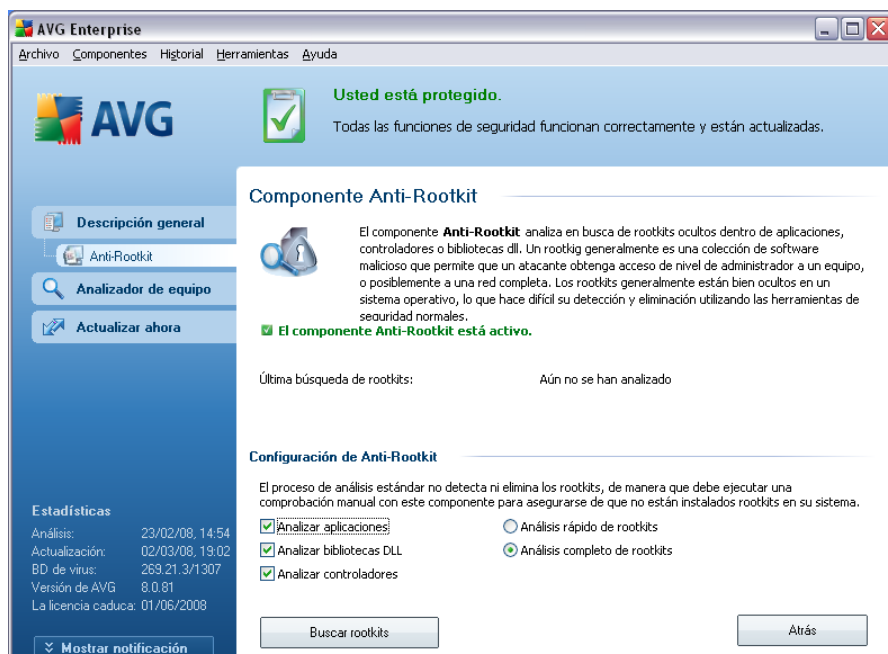 AVG Enterprise
Archivo Componentes Historial Herramientas Ayuda
AVG
Usted está protegido.
Todas las funciones de seguridad funcionan correctamente y están actualizadas.
Descripción general
Anti-Rootkit
Analizador de equipo
Actualizar ahora
Componente Anti-Rootkit
El componente Anti-Rootkit analiza en busca de rootkits ocultos dentro de aplicaciones,
controladores o bibliotecas dll. Un rootkig generalmente es una colección de software
malicioso que permite que un atacante obtenga acceso de nivel de administrador a un equipo,
o posiblemente a una red completa. Los rootkits generalmente están bien ocultos en un
sistema operativo, lo que hace difícil su detección y eliminación utilizando las herramientas de
seguridad normales.
El componente Anti-Rootkit está activo.
Última búsqueda de rootkits: Aún no se han analizado
Configuración de Anti-Rootkit
El proceso de análisis estándar no detecta ni elimina los rootkits, de manera que debe ejecutar una
comprobación manual con este componente para asegurarse de que no están instalados rootkits en su sistema.
Analizar aplicaciones Análisis rápido de rootkits
Analizar bibliotecas DLL Análisis completo de rootkits
Analizar controladores
Buscar rootkits Atrás
Estadísticas
Análisis: 23/02/08, 14:54
Actualización: 02/03/08, 19:02
BD de virus: 269.21.3/1307
Versión de AVG 8.0.81
La licencia caduca: 01/06/2008
Mostrar notificación